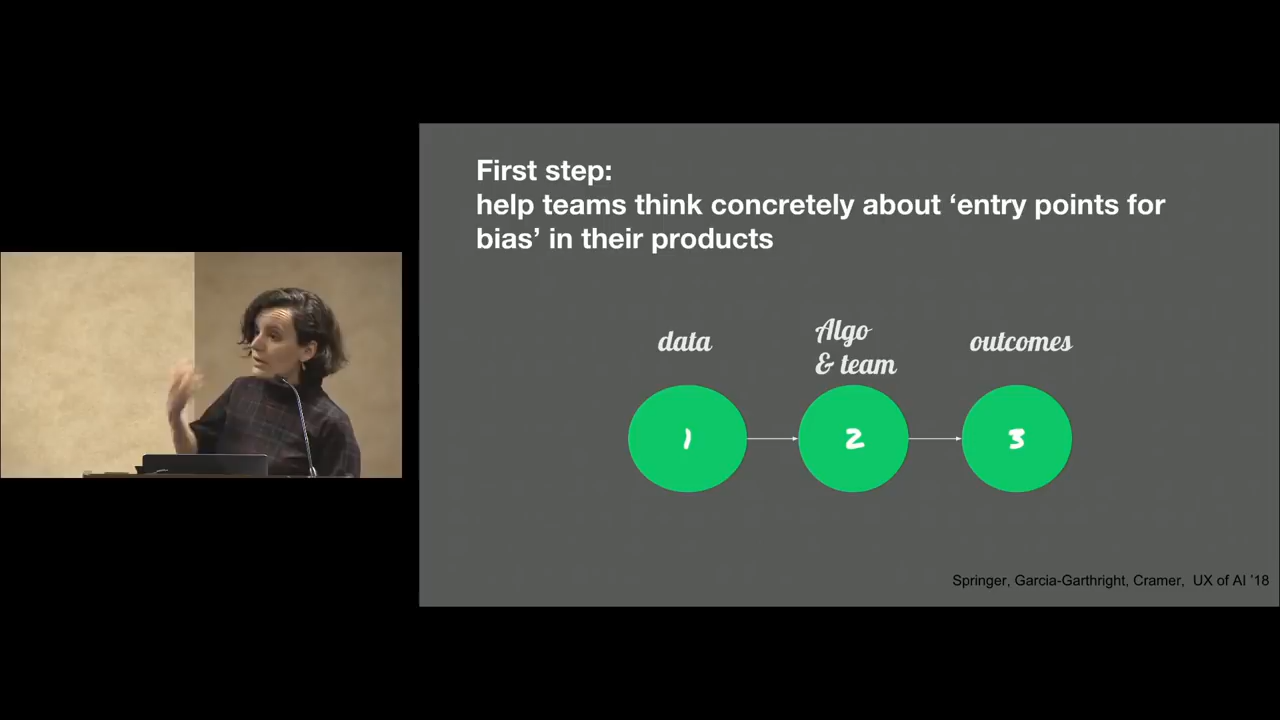 First step:
help teams think concretely about ‘entry points for
bias’ in their products
data
Algo
& team
outcomes
1
2
3
Springer, Garcia-Garthright, Cramer,  UX of AI ’18